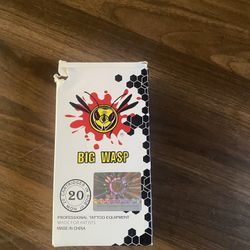 BIG WASP
20
PROFESSIONAL TATTOO EQUIPMENT
MADE FOR ARTISTS
MADE IN CHINA